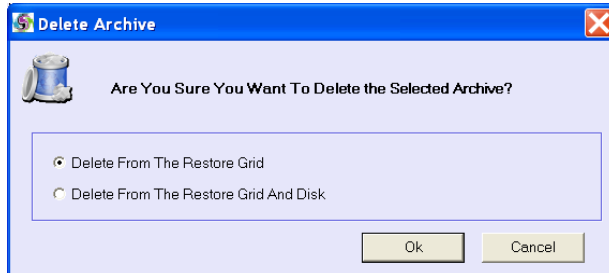 Delete Archive
Are You Sure You Want To Delete the Selected Archive?
Delete From The Restore Grid
Delete From The Restore Grid And Disk
Ok
Cancel